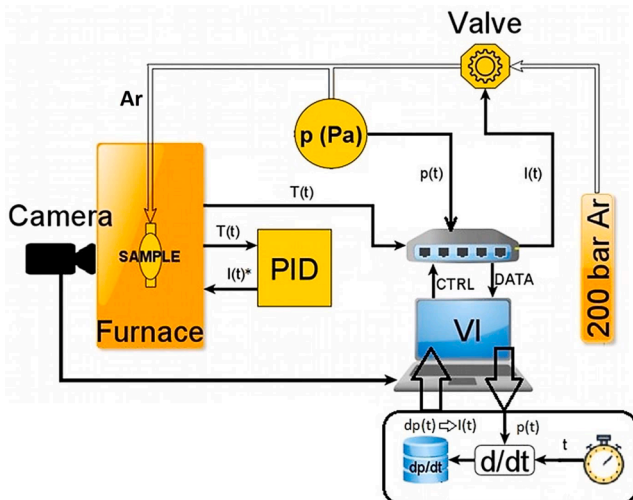 Valve
Ar
p (Pa)
p(t)
I(t)
T(t)
Camera
SAMPLE
T(t)
I(t)*
PID
Furnace
CTRL
DATA
VI
200 bar Ar
dp(t) ⇨ I(t)
p(t)
dp/dt
d/dt
t